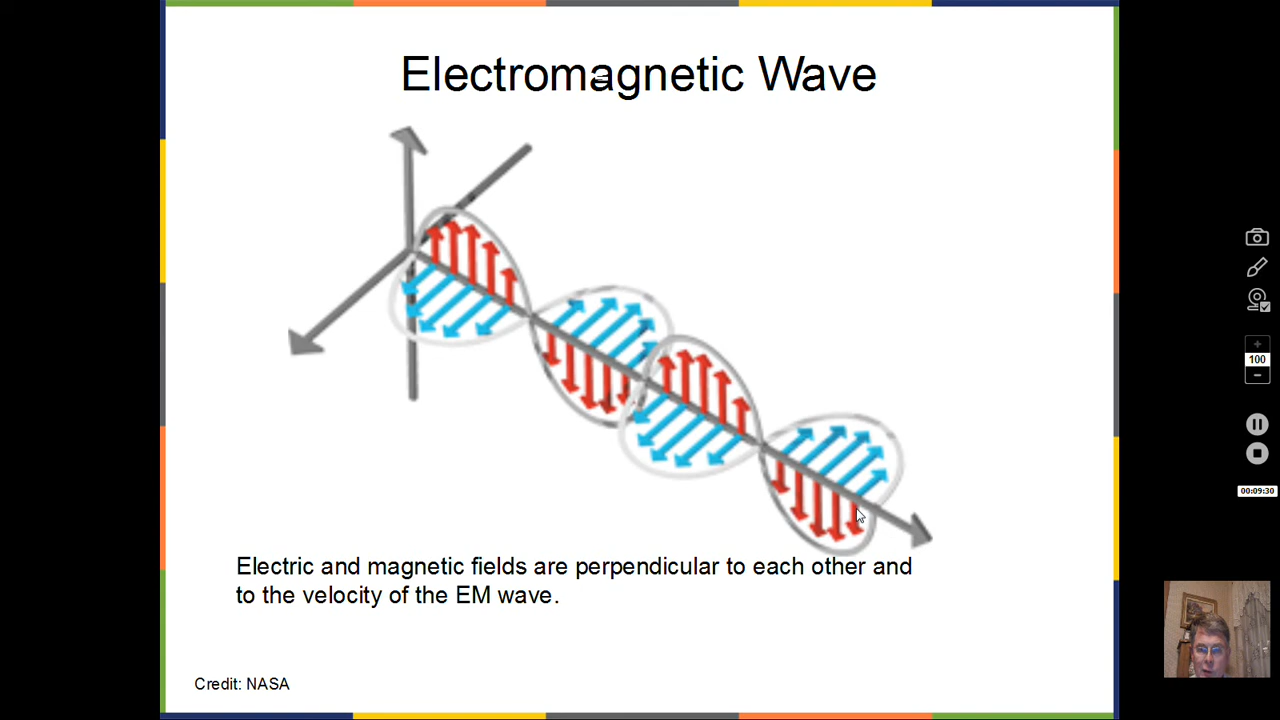 Electromagnetic Wave
Electric and magnetic fields are perpendicular to each other and
to the velocity of the EM wave.
Credit: NASA
+
100
-
00:09:30